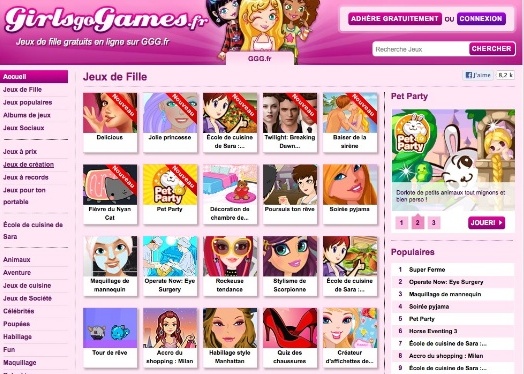 GirlsgoGames.fr
Jeux de fille gratuits en ligne sur GGG.fr
ADHÈRE GRATUITEMENT OU CONNEXION
Recherche Jeux
CHERCHER
GGG.fr
Accueil
Jeux de Fille
Jeux populaires
Albums de jeux
Jeux Sociaux
Jeux à prix
Jeux de création
Jeux à records
Jeux pour ton
portable
École de cuisine de
Sara
Animaux
Aventure
Jeux de cuisine
Jeux de Société
Célébrités
Poupées
Habillage
Fun
Maquillage
Jeux de Fille
J'aime
8,2 k
Nouveau
Nouveau
Nouveau
Nouveau
Nouveau
Delicious
Jolie princesse
École de cuisine
de Sara :...
Twilight: Breaking
Dawn...
Baiser de la
sirène
Nouveau
Nouveau
Pet Party
Fièvre du Nyan
Cat
Pet Party
Décoration de
chambre de...
Poursuis ton rêve
Soirée pyjama
Maquillage de
mannequin
Operate Now: Eye
Surgery
Rockeuse
tendance
Stylisme de
Scorpionne
École de cuisine
de Sara :...
Tour de rêve
Accro du
shopping : Milan
Habillage style
Manhattan
Quiz des
chaussures
Créateur
d'affichettes de...
Pet Party
Pet Party
Dorlote de petits animaux tout mignons et
bien perso !
1 2 3
JOUER!
Populaires
1 Super Ferme
2 Operate Now: Eye Surgery
3 Maquillage de mannequin
4 Soirée pyjama
5 Pet Party
6 Horse Eventing 3
7 École de cuisine de Sara :...
8 Accro du shopping : Milan
9 École de cuisine de Sara :...